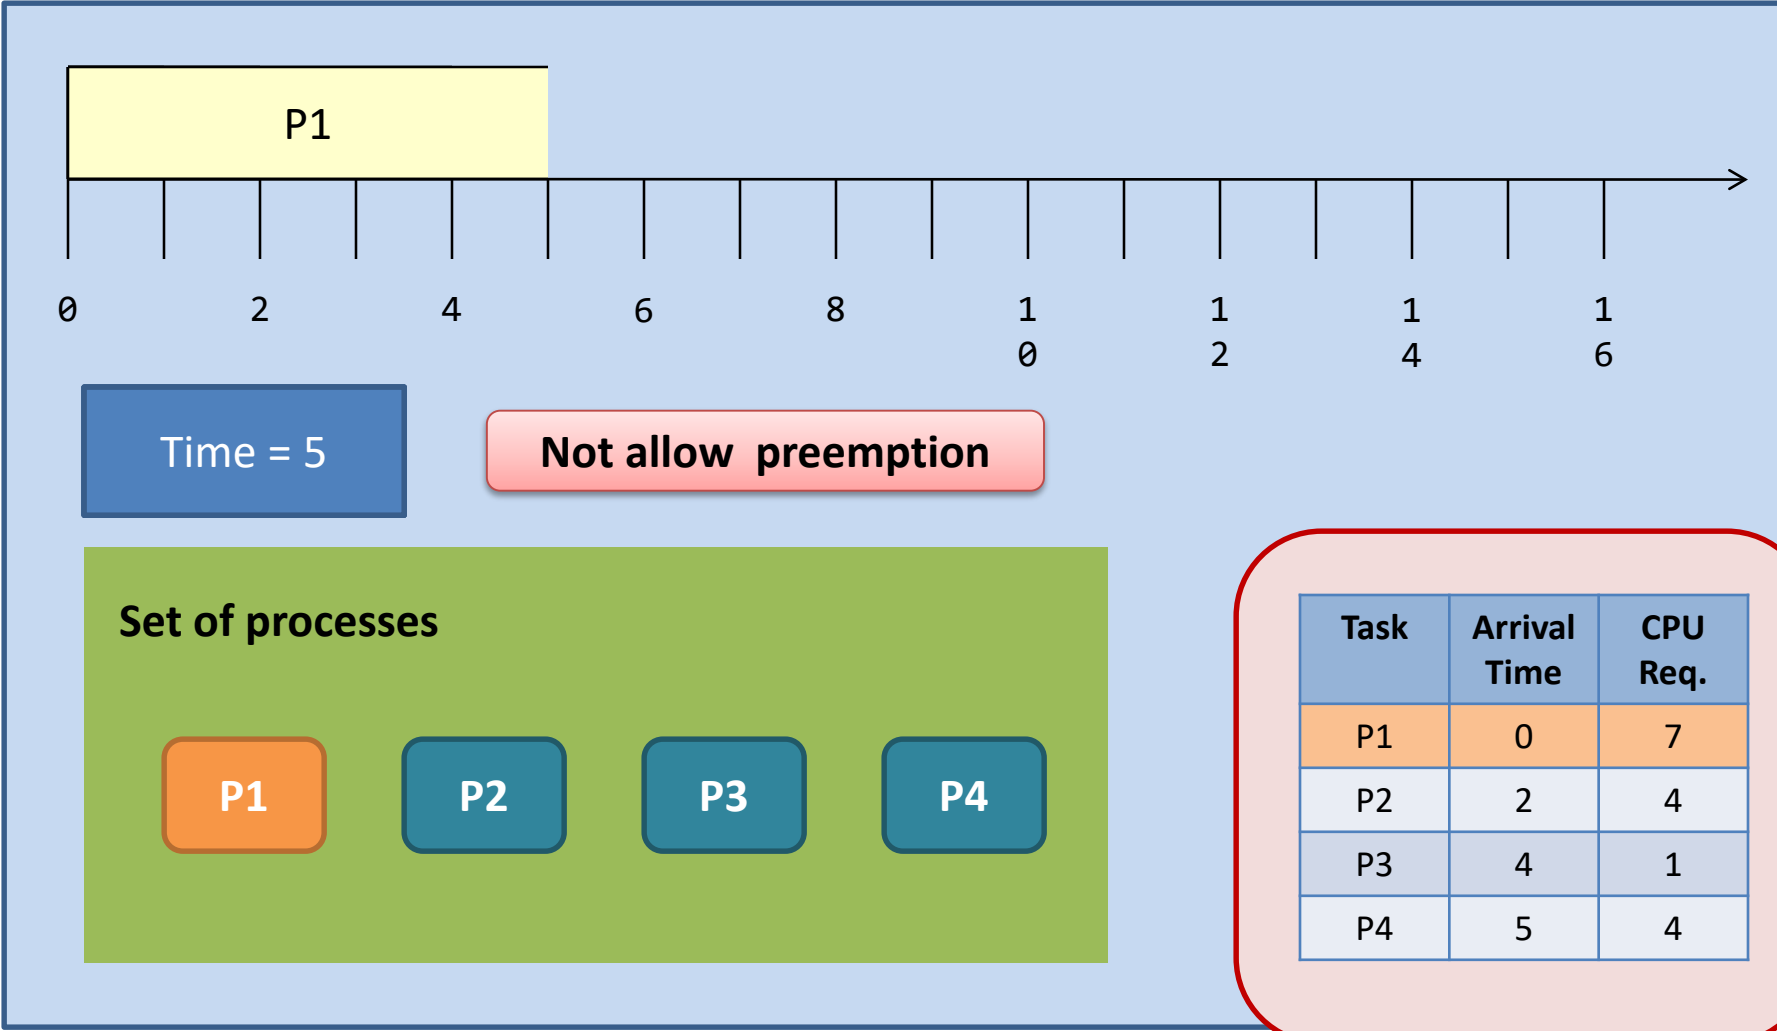 P1
0 2 4 6 8 1 1 1 1
0 2 4 6
Time = 5
Not allow  preemption
Set of processes
P1 P2 P3 P4
Task Arrival CPU
Time Req.
P1 0 7
P2 2 4
P3 4 1
P4 5 4